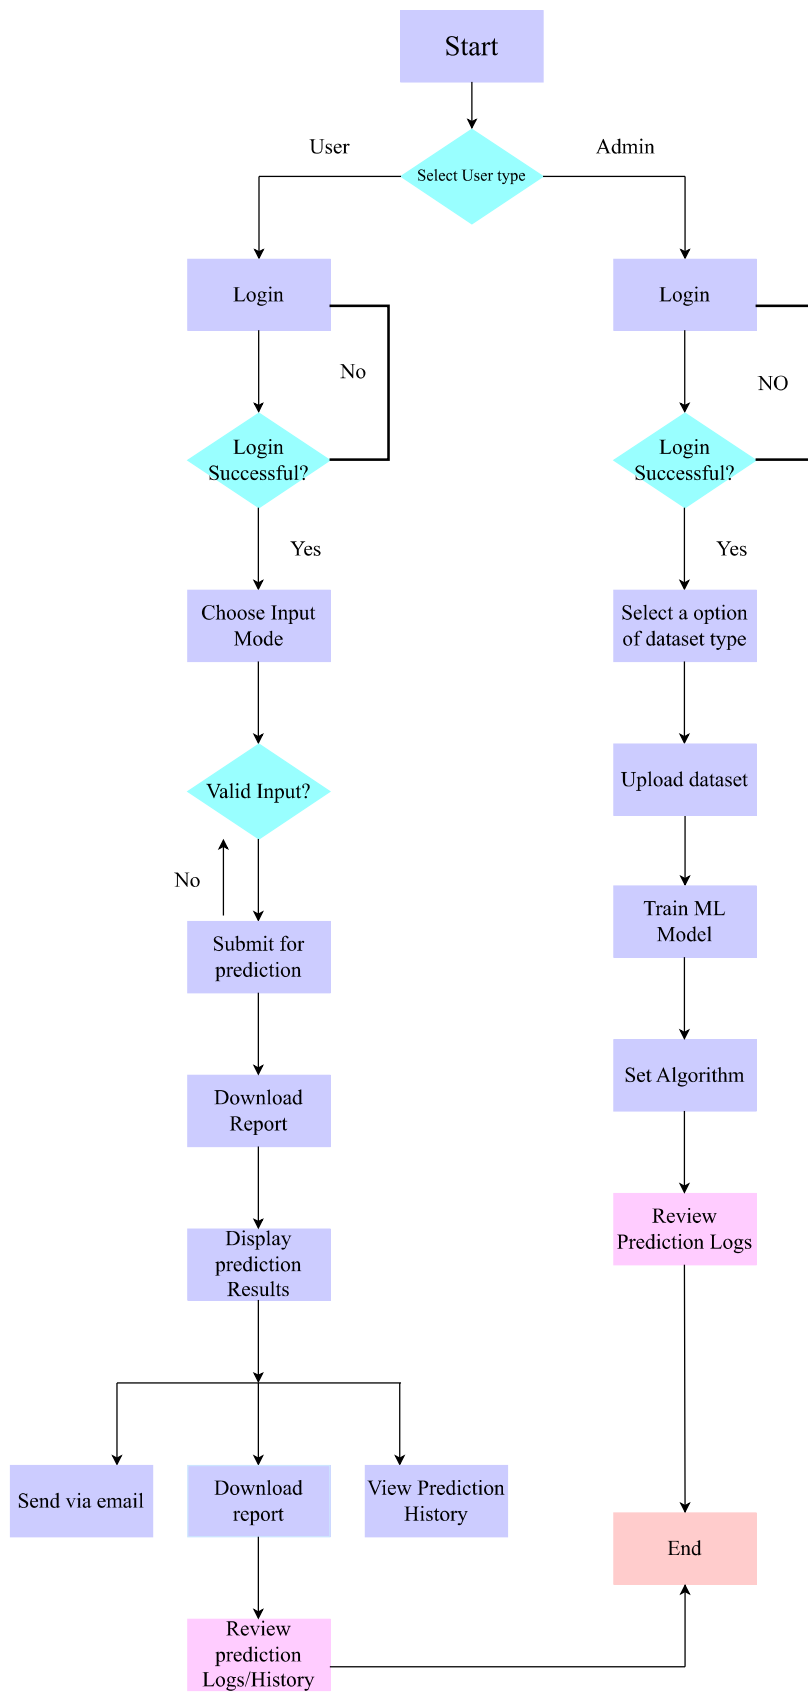 Start
User
Admin
Select User type
Login
Login
No
NO
Login
Successful?
Login
Successful?
Yes
Yes
Choose Input
Mode
Select a option
of dataset type
Valid Input?
Upload dataset
No
Train ML
Model
Submit for
prediction
Set Algorithm
Download
Report
Review
Prediction Logs
Display
prediction
Results
Send via email
Download
report
View Prediction
History
End
Review
prediction
Logs/History